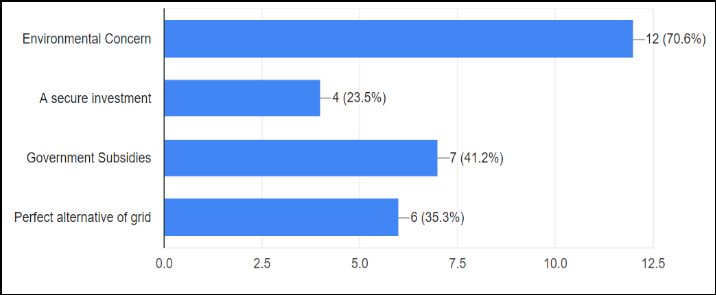 Environmental Concern 12 (70.6%)
A secure investment 4 (23.5%)
Government Subsidies 7 (41.2%)
Perfect alternative of grid 6 (35.3%)
0.0 2.5 5.0 7.5 10.0 12.5